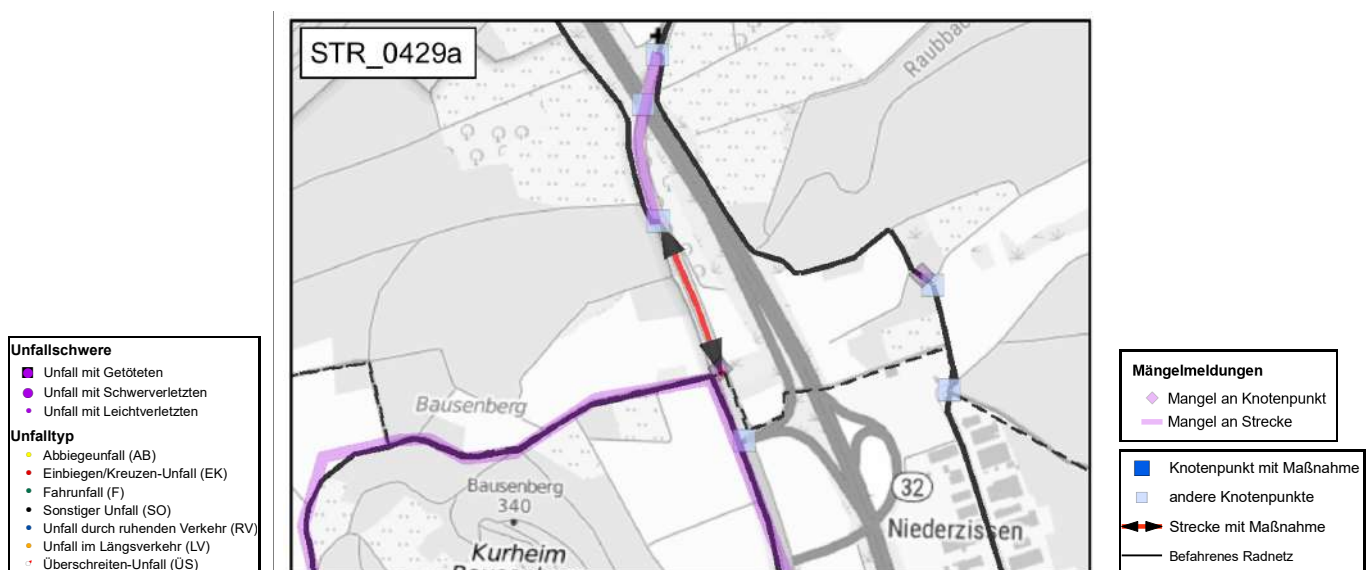 STR_0429a
Raubbac
Bausenberg
Bausenberg
340
Kurheim
32
Niederzissen
Unfallschwere
Unfall mit Getöteten
Unfall mit Schwerverletzten
Unfall mit Leichtverletzten
Unfalltyp
Abbiegeunfall (AB)
Einbiegen/Kreuzen-Unfall (EK)
Fahrunfall (F)
Sonstiger Unfall (SO)
Unfall durch ruhenden Verkehr (RV)
Unfall im Längsverkehr (LV)
Überschreiten-Unfall (ÜS)
Mängelmeldungen
Mangel an Knotenpunkt
Mangel an Strecke
Knotenpunkt mit Maßnahme
andere Knotenpunkte
Strecke mit Maßnahme
Befahrenes Radnetz